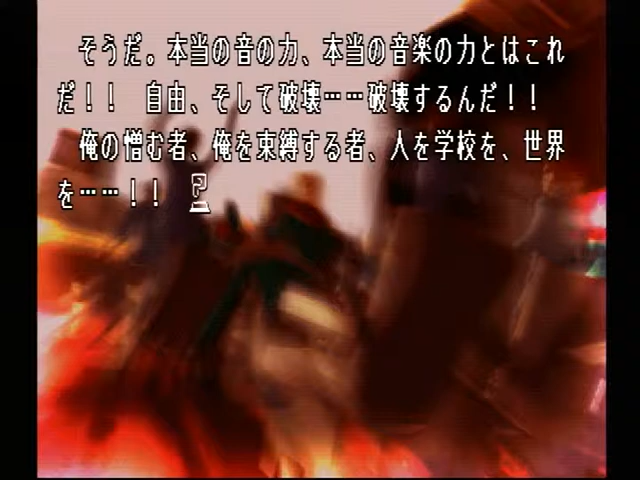 そうだ。本当の音の力、本当の音楽の力とはこれ
だ！！　自由、そして破壊……破壊するんだ！！
俺の憎む者、俺を束縛する者、人を学校を、世界
を……！！